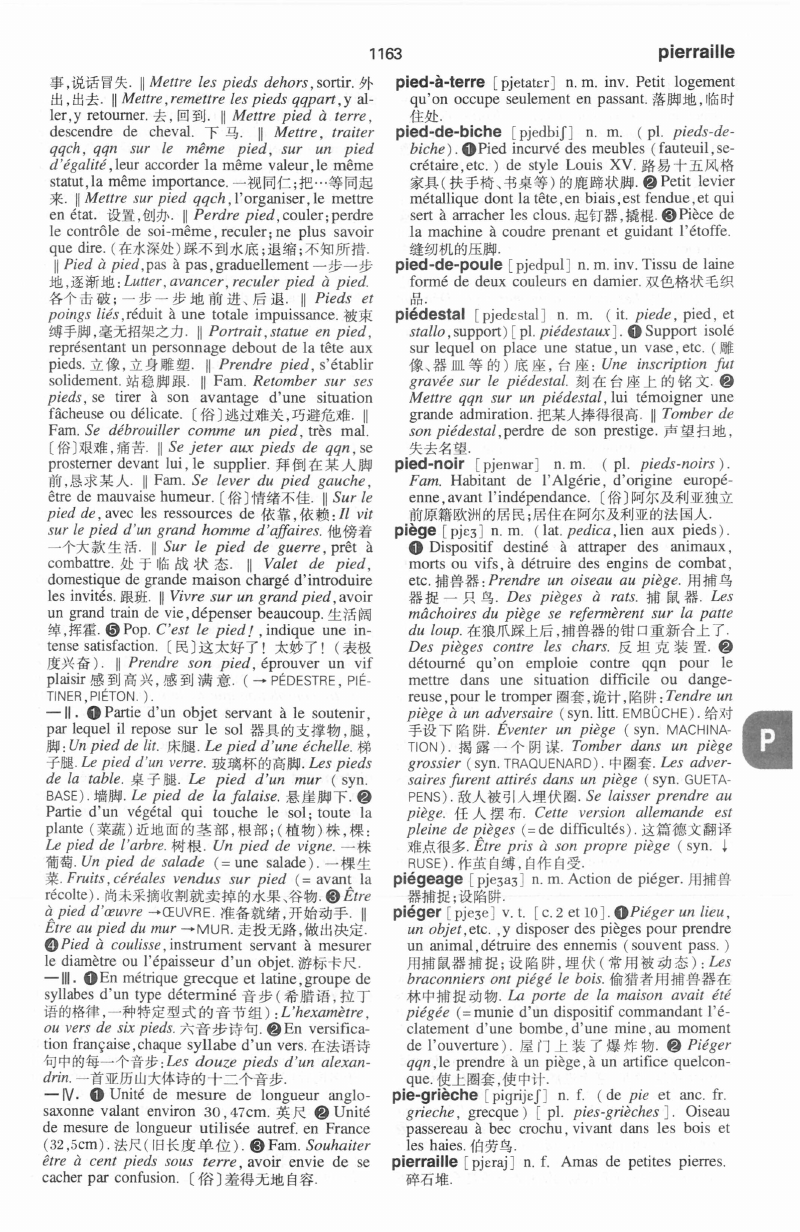 1163
pierraille
事,说话冒失. ‖ Mettre les pieds dehors, sortir. 外
出,出去. ‖ Mettre, remettre les pieds qqpart, y al-
ler, y retourner. 去,回到. ‖ Mettre pied à terre,
descendre de cheval. 下马. ‖ Mettre, traiter
qqch, qqn sur le même pied, sur un pied
d'égalité, leur accorder la même valeur, le même
statut, la même importance. 一视同仁;把…等同起
来. ‖ Mettre sur pied qqch, l'organiser, le mettre
en état. 设置,创办. ‖ Perdre pied, couler; perdre
le contrôle de soi-même, reculer; ne plus savoir
que dire. (在水深处)踩不到水底;退缩;不知所措.
‖ Pied à pied, pas à pas, graduellement 一步一步
地,逐渐地: Lutter, avancer, reculer pied à pied.
各个击破;一步一步地前进、后退. ‖ Pieds et
poings liés, réduit à une totale impuissance. 被束
缚手脚,毫无招架之力. ‖ Portrait, statue en pied,
représentant un personnage debout de la tête aux
pieds. 立像,立身雕塑. ‖ Prendre pied, s'établir
solidement. 站稳脚跟. ‖ Fam. Retomber sur ses
pieds, se tirer à son avantage d'une situation
fâcheuse ou délicate. 〔俗〕逃过难关,巧避危难. ‖
Fam. Se débrouiller comme un pied, très mal.
〔俗〕艰难,痛苦. ‖ Se jeter aux pieds de qqn, se
prosterner devant lui, le supplier. 拜倒在某人脚
前,恳求某人. ‖ Fam. Se lever du pied gauche,
être de mauvaise humeur. 〔俗〕情绪不佳. ‖ Sur le
pied de, avec les ressources de 依靠,依赖: Il vit
sur le pied d'un grand homme d'affaires. 他傍着
一个大款生活. ‖ Sur le pied de guerre, prêt à
combattre. 处于临战状态. ‖ Valet de pied,
domestique de grande maison chargé d'introduire
les invités. 跟班. ‖ Vivre sur un grand pied, avoir
un grand train de vie, dépenser beaucoup. 生活阔
绰,挥霍. ❺ Pop. C'est le pied!, indique une in-
tense satisfaction. 〔民〕这太好了! 太妙了! (表极
度兴奋). ‖ Prendre son pied, éprouver un vif
plaisir 感到高兴,感到满意. (→ PÉDESTRE, PIÉ-
TINER, PIÉTON.).
— II. ❶ Partie d'un objet servant à le soutenir,
par lequel il repose sur le sol 器具的支撑物,腿,
脚: Un pied de lit. 床腿. Le pied d'une échelle. 梯
子腿. Le pied d'un verre. 玻璃杯的高脚. Les pieds
de la table. 桌子腿. Le pied d'un mur (syn.
BASE). 墙脚. Le pied de la falaise. 悬崖脚下. ❷
Partie d'un végétal qui touche le sol; toute la
plante (菜蔬)近地面的茎部,根部;(植物)株,棵:
Le pied de l'arbre. 树根. Un pied de vigne. 一株
葡萄. Un pied de salade (= une salade). 一棵生
菜. Fruits, céréales vendus sur pied (= avant la
récolte). 尚未采摘收割就卖掉的水果、谷物. ❸ Être
à pied d'œuvre →ŒUVRE. 准备就绪,开始动手. ‖
Être au pied du mur →MUR. 走投无路,做出决定.
❹ Pied à coulisse, instrument servant à mesurer
le diamètre ou l'épaisseur d'un objet. 游标卡尺.
— III. ❶ En métrique grecque et latine, groupe de
syllabes d'un type déterminé 音步(希腊语,拉丁
语的格律,一种特定型式的音节组): L'hexamètre,
ou vers de six pieds. 六音步诗句. ❷ En versifica-
tion française, chaque syllabe d'un vers. 在法语诗
句中的每一个音步: Les douze pieds d'un alexan-
drin. 一首亚历山大体诗的十二个音步.
— IV. ❶ Unité de mesure de longueur anglo-
saxonne valant environ 30,47cm. 英尺 ❷ Unité
de mesure de longueur utilisée autref. en France
(32,5cm). 法尺(旧长度单位). ❸ Fam. Souhaiter
être à cent pieds sous terre, avoir envie de se
cacher par confusion. 〔俗〕羞得无地自容.
pied-à-terre [pjetatɛr] n. m. inv. Petit logement
qu'on occupe seulement en passant. 落脚地,临时
住处.
pied-de-biche [pjedbiʃ] n. m. (pl. pieds-de-
biche). ❶ Pied incurvé des meubles (fauteuil, se-
crétaire, etc.) de style Louis XV. 路易十五风格
家具(扶手椅、书桌等)的鹿蹄状脚. ❷ Petit levier
métallique dont la tête, en biais, est fendue, et qui
sert à arracher les clous. 起钉器,撬棍. ❸ Pièce de
la machine à coudre prenant et guidant l'étoffe.
缝纫机的压脚.
pied-de-poule [pjedpul] n. m. inv. Tissu de laine
formé de deux couleurs en damier. 双色格状毛织
品.
piédestal [pjedɛstal] n. m. (it. piede, pied, et
stallo, support) [pl. piédestaux]. ❶ Support isolé
sur lequel on place une statue, un vase, etc. (雕
像、器皿等的)底座,台座: Une inscription fut
gravée sur le piédestal. 刻在台座上的铭文. ❷
Mettre qqn sur un piédestal, lui témoigner une
grande admiration. 把某人捧得很高. ‖ Tomber de
son piédestal, perdre de son prestige. 声望扫地,
失去名望.
pied-noir [pjenwar] n. m. (pl. pieds-noirs).
Fam. Habitant de l'Algérie, d'origine europé-
enne, avant l'indépendance. 〔俗〕阿尔及利亚独立
前原籍欧洲的居民;居住在阿尔及利亚的法国人.
piège [pjɛʒ] n. m. (lat. pedica, lien aux pieds).
❶ Dispositif destiné à attraper des animaux,
morts ou vifs, à détruire des engins de combat,
etc. 捕兽器: Prendre un oiseau au piège. 用捕鸟
器捉一只鸟. Des pièges à rats. 捕鼠器. Les
mâchoires du piège se refermèrent sur la patte
du loup. 在狼爪踩上后,捕兽器的钳口重新合上了.
Des pièges contre les chars. 反坦克装置. ❷
détourné qu'on emploie contre qqn pour le
mettre dans une situation difficile ou dange-
reuse, pour le tromper 圈套,诡计,陷阱: Tendre un
piège à un adversaire (syn. litt. EMBÛCHE). 给对
手设下陷阱. Éventer un piège (syn. MACHINA-
TION). 揭露一个阴谋. Tomber dans un piège
grossier (syn. TRAQUENARD). 中圈套. Les adver-
saires furent attirés dans un piège (syn. GUETA-
PENS). 敌人被引入埋伏圈. Se laisser prendre au
piège. 任人摆布. Cette version allemande est
pleine de pièges (= de difficultés). 这篇德文翻译
难点很多. Être pris à son propre piège (syn. ↓
RUSE). 作茧自缚,自作自受.
piégeage [pjeʒaʒ] n. m. Action de piéger. 用捕兽
器捕捉;设陷阱.
piéger [pjeʒe] v. t. [c. 2 et 10]. ❶ Piéger un lieu,
un objet, etc., y disposer des pièges pour prendre
un animal, détruire des ennemis (souvent pass.)
用捕鼠器捕捉;设陷阱,埋伏(常用被动态): Les
braconniers ont piégé le bois. 偷猎者用捕兽器在
林中捕捉动物. La porte de la maison avait été
piégée (= munie d'un dispositif commandant l'é-
clatement d'une bombe, d'une mine, au moment
de l'ouverture). 屋门上装了爆炸物. ❷ Piéger
qqn, le prendre à un piège, à un artifice quelcon-
que. 使上圈套,使中计.
pie-grièche [pigrijɛʃ] n. f. (de pie et anc. fr.
grieche, grecque) [pl. pies-grièches]. Oiseau
passereau à bec crochu, vivant dans les bois et
les haies. 伯劳鸟.
pierraille [pjɛraj] n. f. Amas de petites pierres.
碎石堆.
P